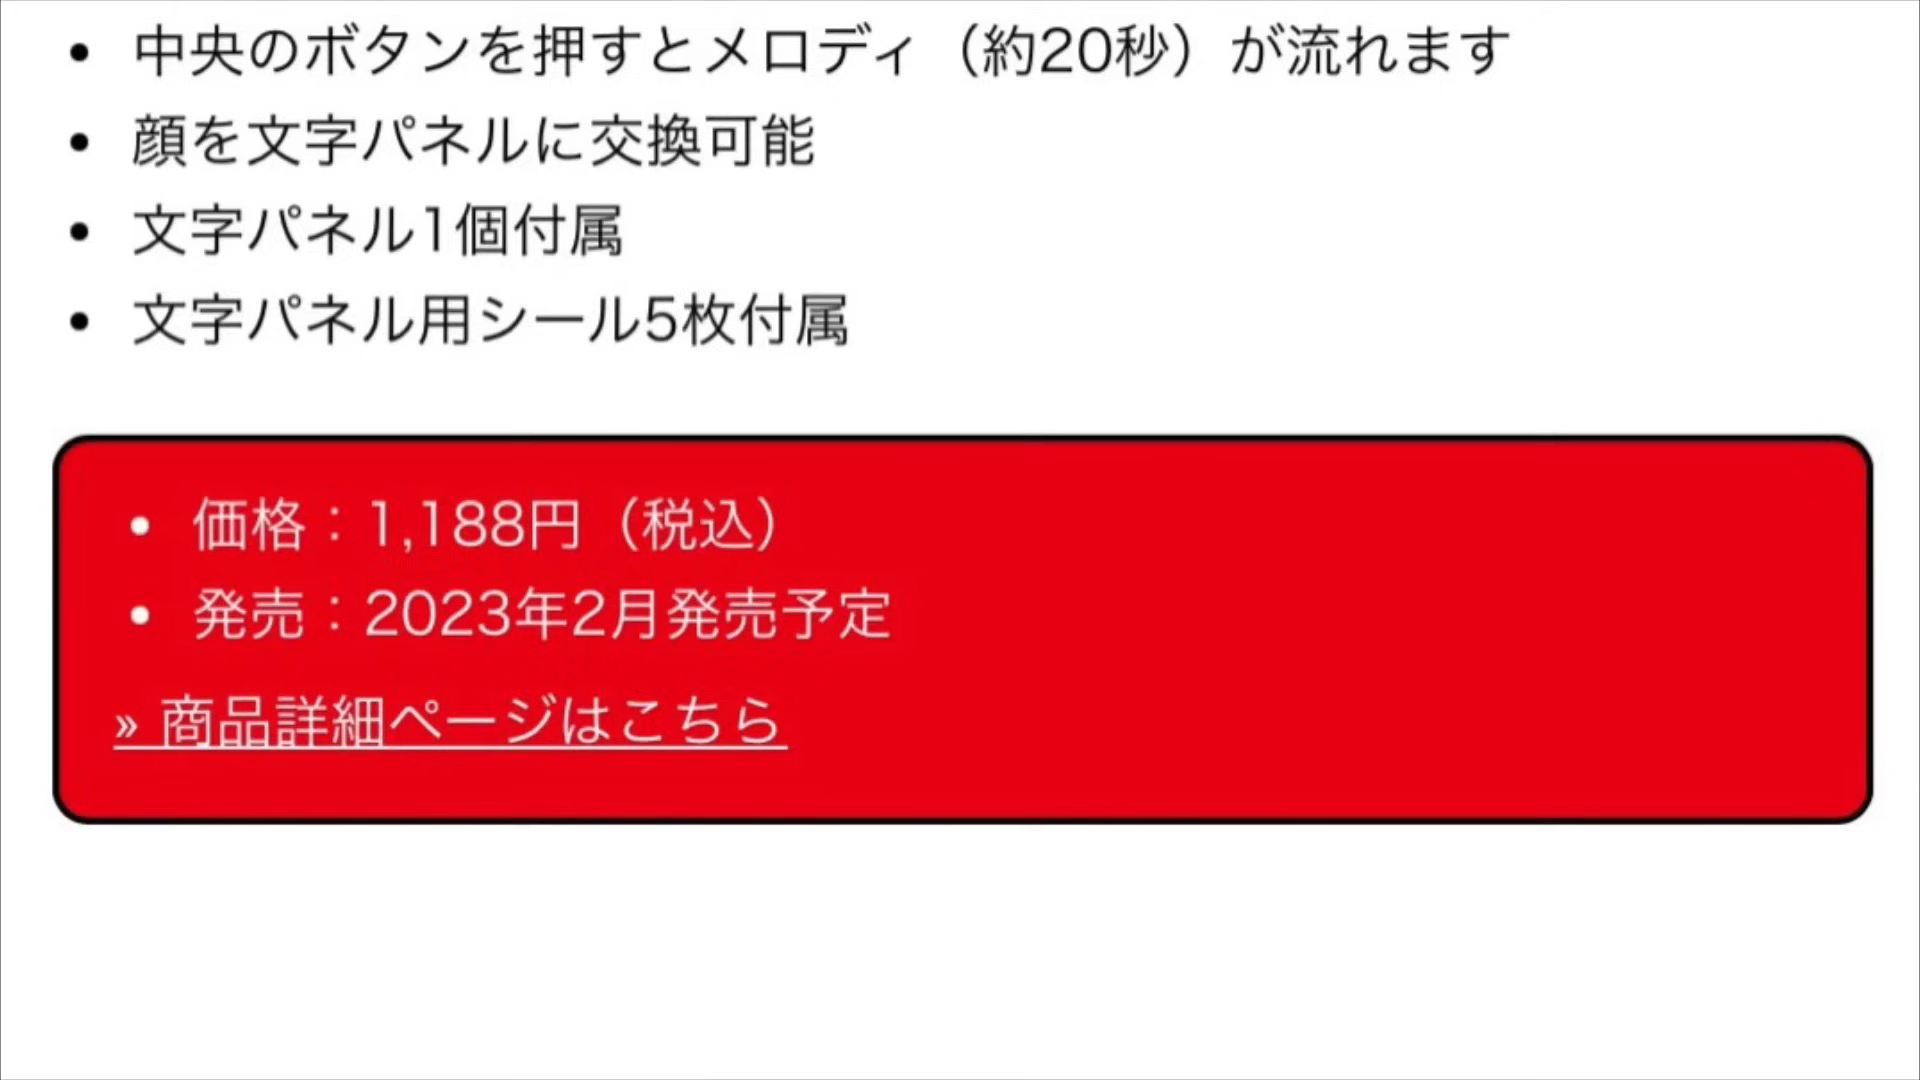 • 中央のボタンを押すとメロディ（約20秒）が流れます
• 顔を文字パネルに交換可能
• 文字パネル1個付属
• 文字パネル用シール5枚付属
• 価格：1,188円（税込）
• 発売：2023年2月発売予定
» 商品詳細ページはこちら